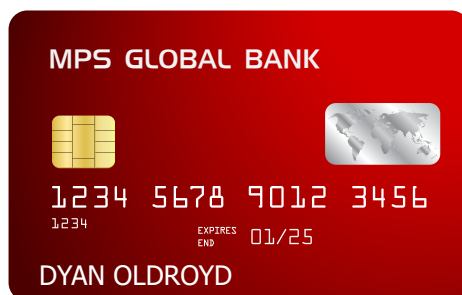 MPS GLOBAL BANK
1234 5678 9012 3456
1234
EXPIRES END 01/25
DYAN OLDROYD